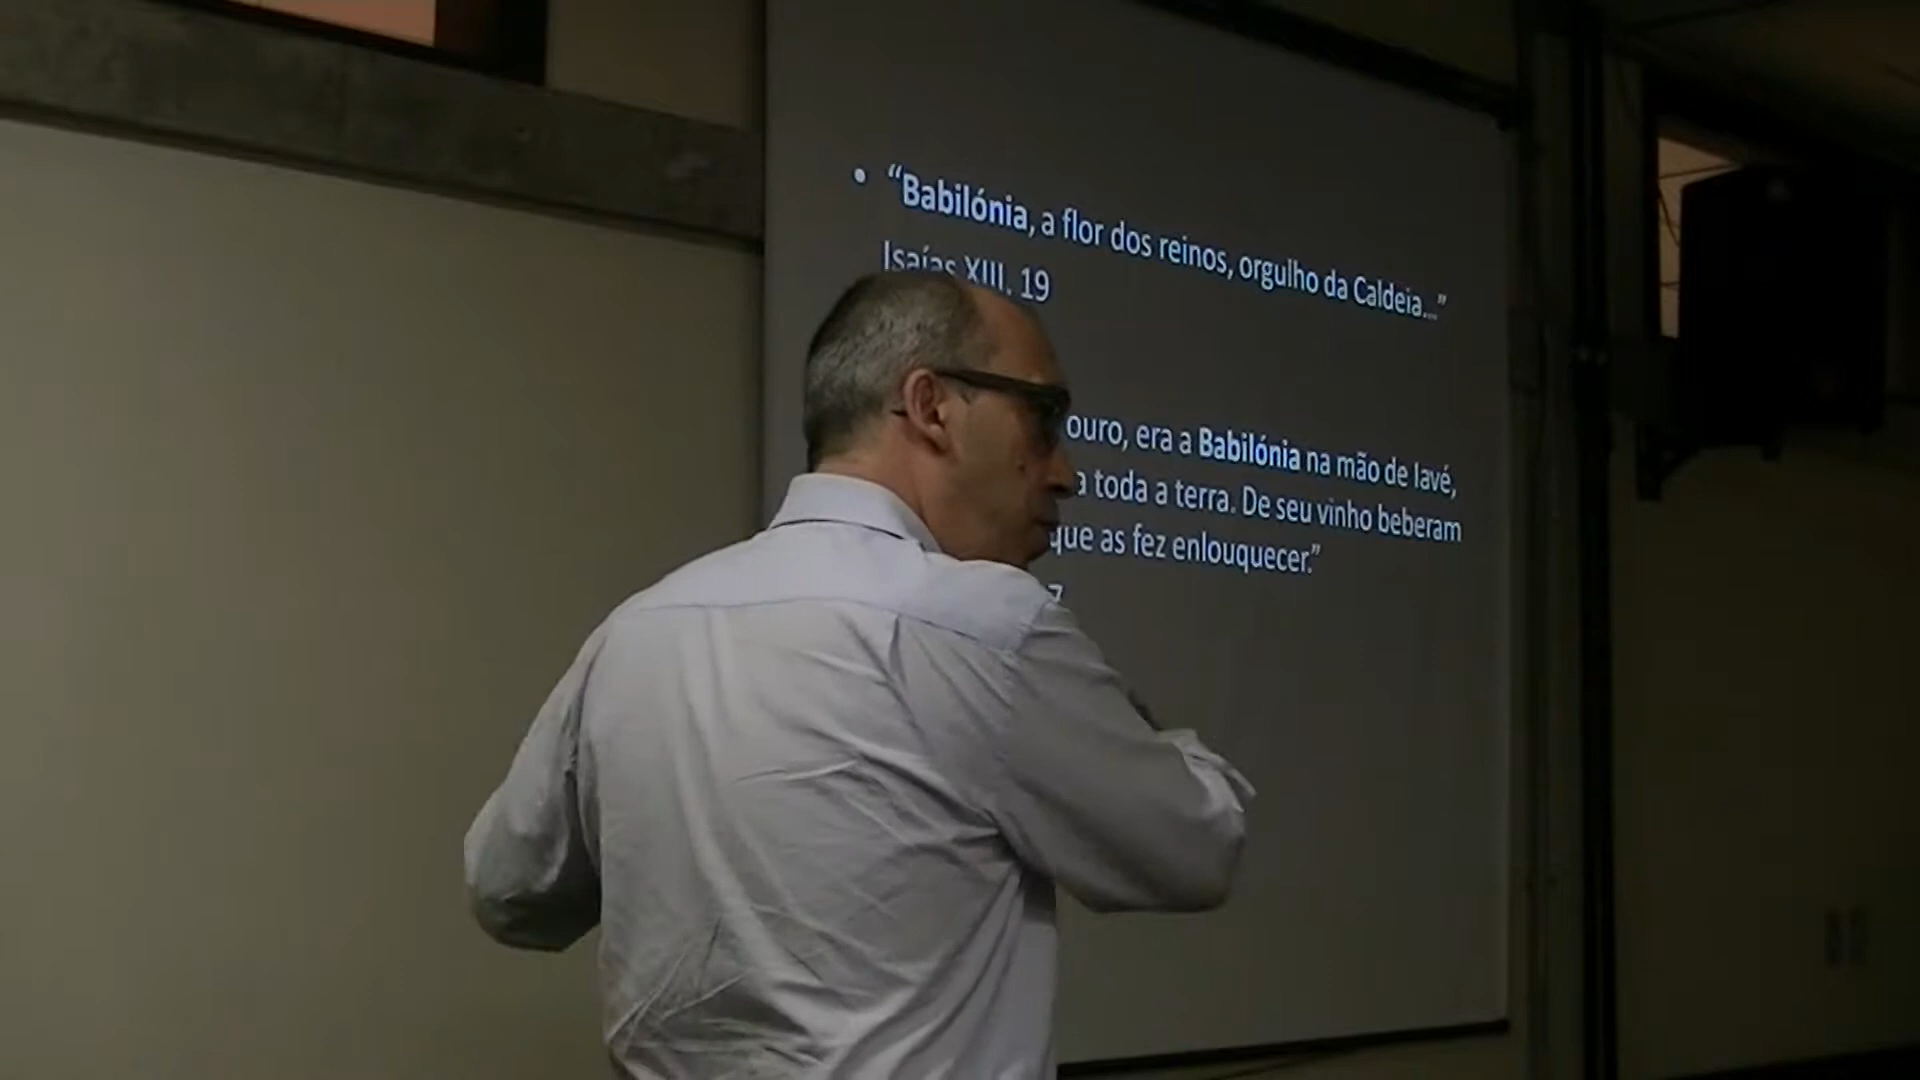 • “Babilónia, a flor dos reinos, orgulho da Caldeia...”
Isaías XIII, 19
ouro, era a Babilónia na mão de Iavé,
a toda a terra. De seu vinho beberam
que as fez enlouquecer.”
7